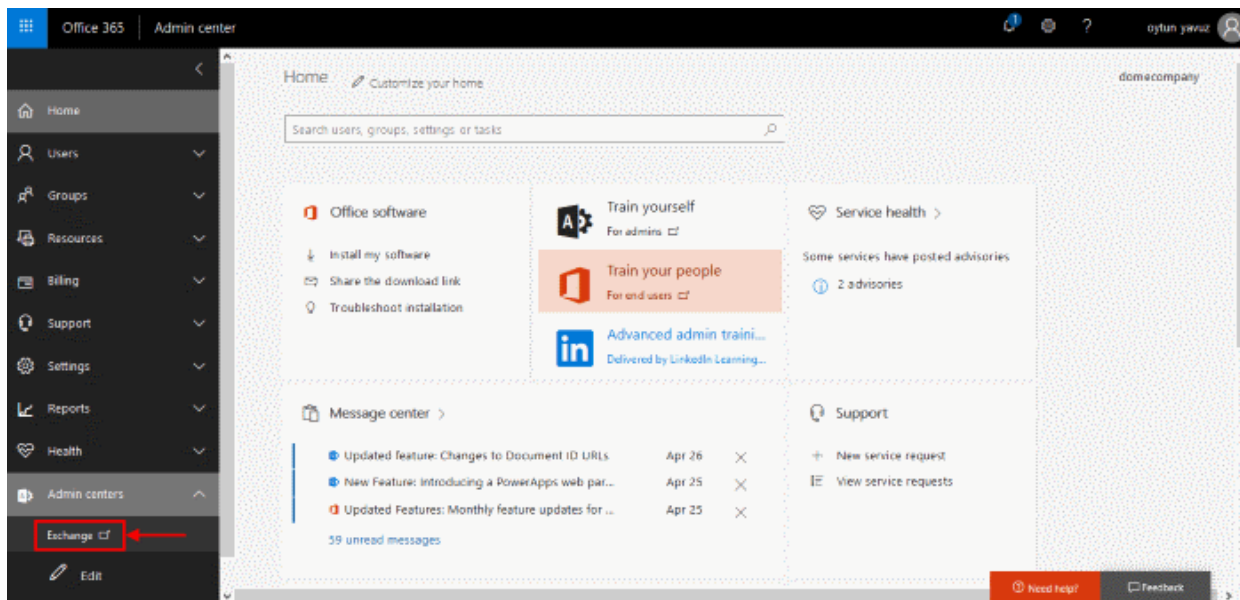 Office 365
Admin center
1
?
oytun yavuz
Home
Users
Groups
Resources
Billing
Support
Settings
Reports
Health
Admin centers
Exchange
Edit
Home
Customize your home
domecompany
Search users, groups, settings or tasks
Office software
Install my software
Share the download link
Troubleshoot installation
A
Train yourself
For admins
Train your people
For end users
in
Advanced admin traini...
Delivered by LinkedIn Learning...
Service health >
Some services have posted advisories
2 advisories
Message center >
Updated feature: Changes to Document ID URLs Apr 26
New Feature: Introducing a PowerApps web par... Apr 25
Updated Features: Monthly feature updates for ... Apr 25
59 unread messages
Support
New service request
View service requests
Need help?
Feedback